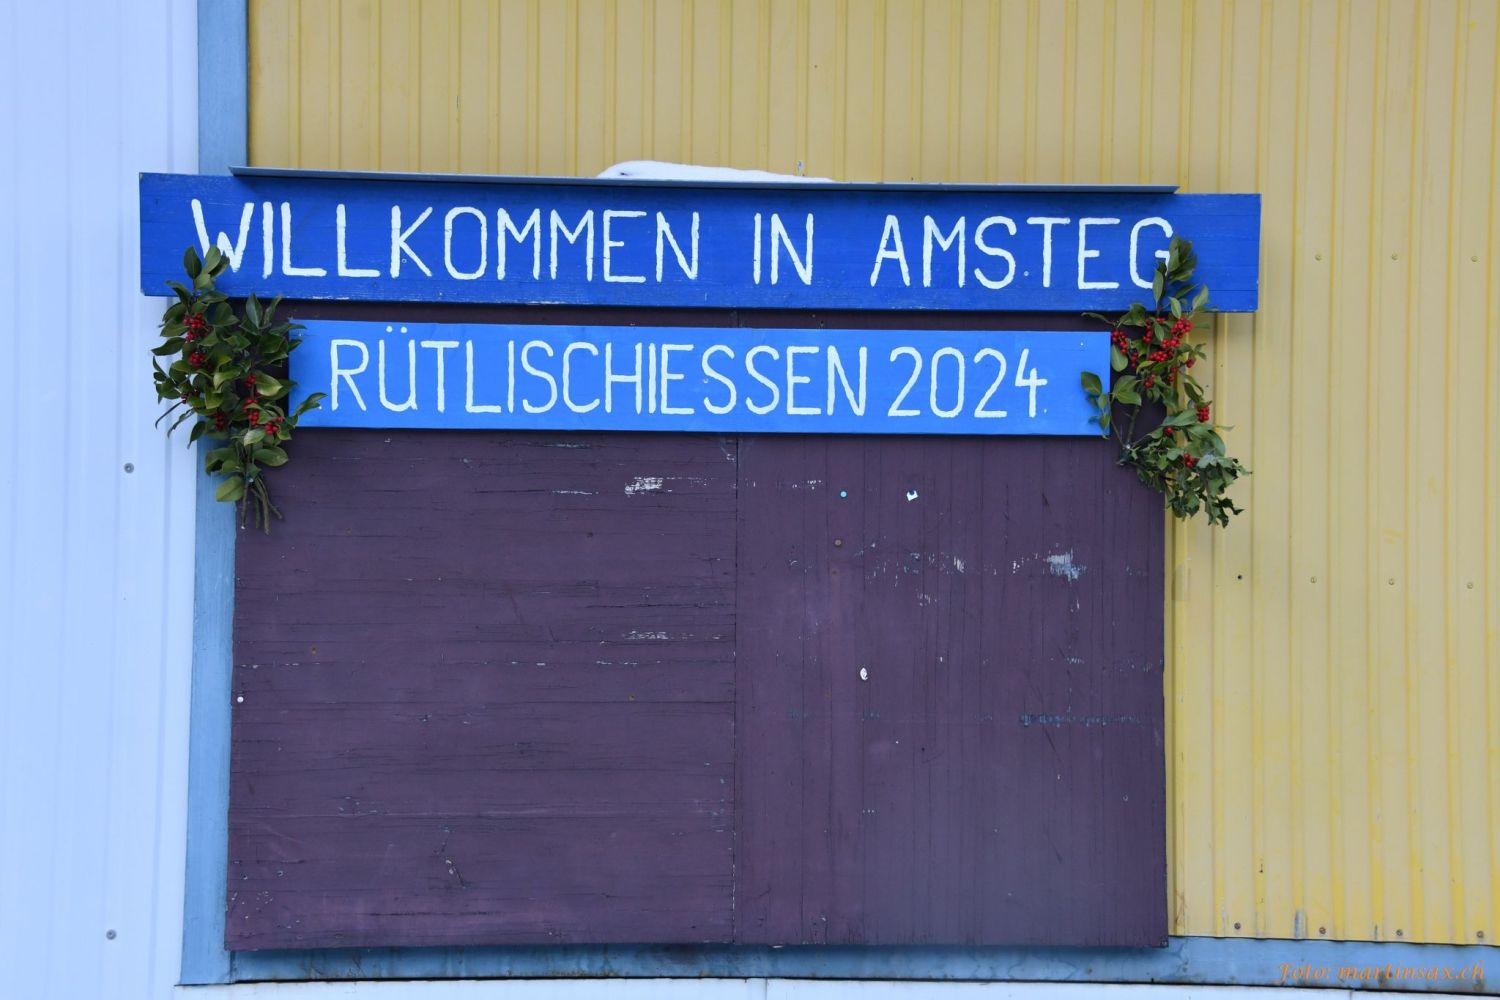 WILLKOMMEN IN AMSTEG
RÜTLISCHIESSEN 2024
Foto: martinsax.ch